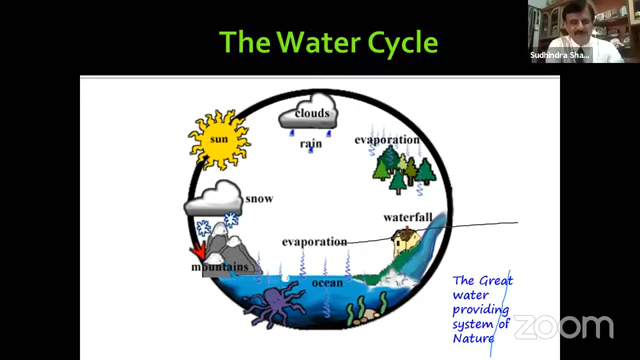 The Water Cycle
Sudhindra Sha...
clouds
sun
rain
evaporation
snow
waterfall
evaporation
mountains
ocean
The Great
water
providing
system of
Nature
zoom